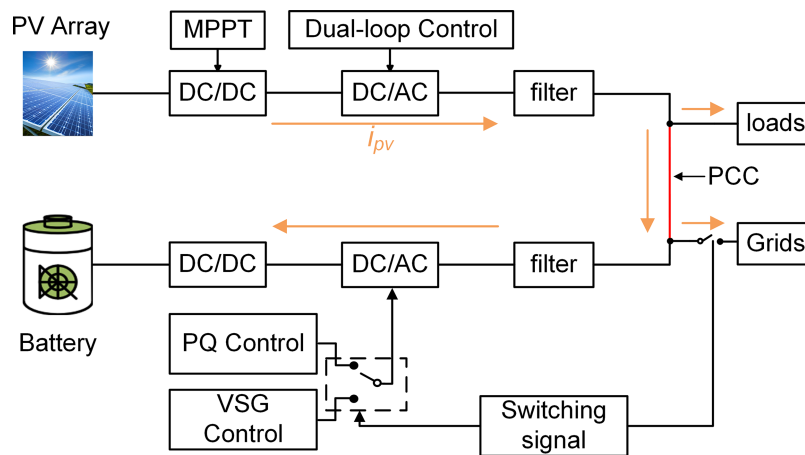 PV Array
MPPT
Dual-loop Control
DC/DC
DC/AC
filter
loads
i_pv
PCC
Grids
DC/DC
DC/AC
filter
Battery
PQ Control
VSG
Control
Switching
signal